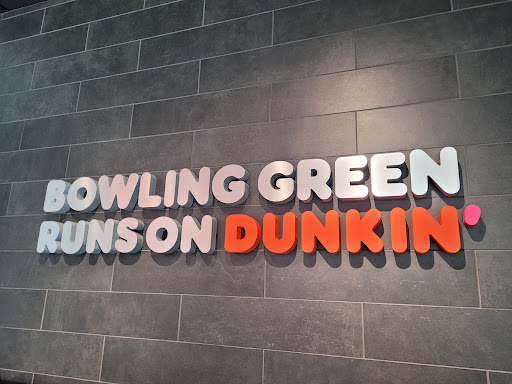 BOWLING GREEN
RUNS ON DUNKIN'